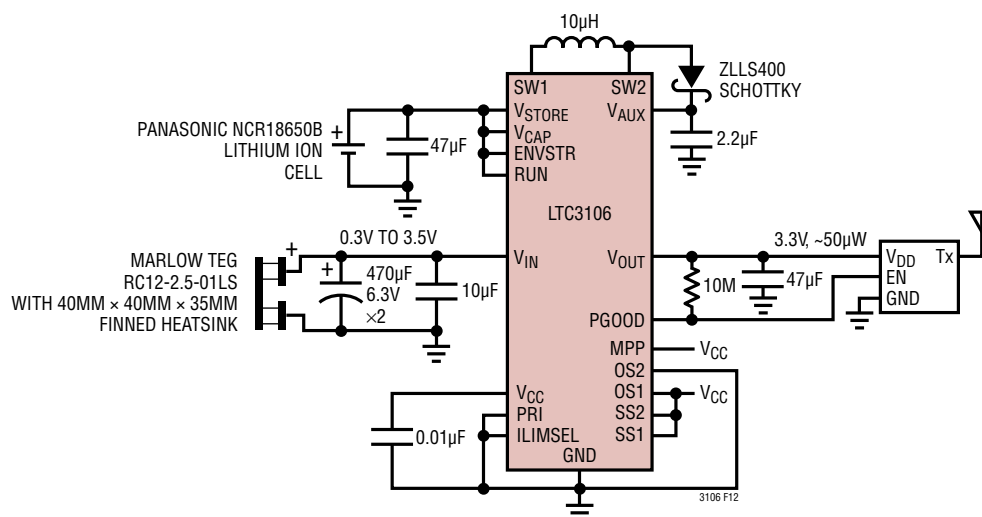 10µH
SW1
SW2
ZLLS400
SCHOTTKY
VSTORE
VAUX
PANASONIC NCR18650B
LITHIUM ION
CELL
+
47µF
VCAP
ENVSTR
RUN
2.2µF
LTC3106
MARLOW TEG
RC12-2.5-01LS
WITH 40MM × 40MM × 35MM
FINNED HEATSINK
+
0.3V TO 3.5V
+
470µF
6.3V
×2
10µF
VIN
VOUT
3.3V, ~50µW
10M
47µF
VDD
EN
GND
Tx
PGOOD
MPP
VCC
OS2
OS1
VCC
SS2
SS1
VCC
PRI
ILIMSEL
0.01µF
GND
3106 F12